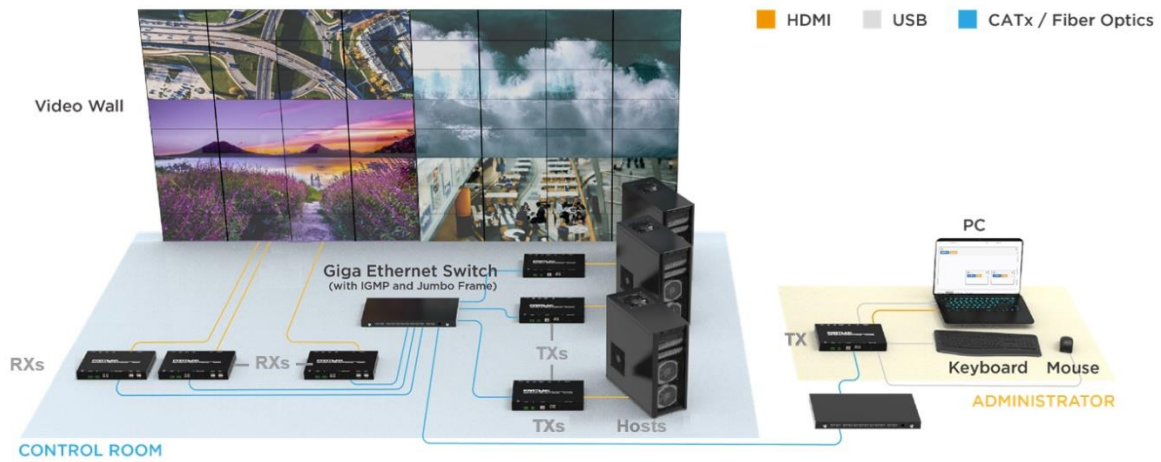 HDMI
USB
CATx / Fiber Optics
Video Wall
PC
Giga Ethernet Switch
(with IGMP and Jumbo Frame)
TX
TXs
RXs
RXs
Keyboard
Mouse
ADMINISTRATOR
TXs
Hosts
CONTROL ROOM